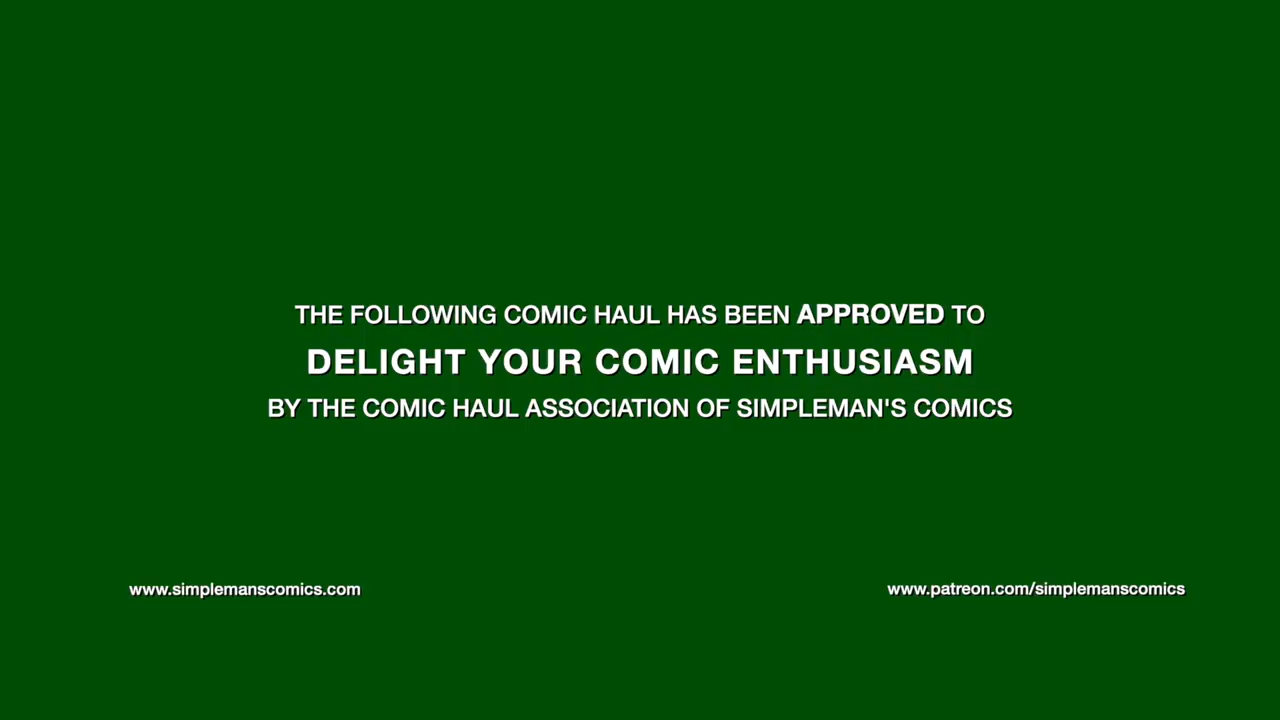 THE FOLLOWING COMIC HAUL HAS BEEN APPROVED TO
DELIGHT YOUR COMIC ENTHUSIASM
BY THE COMIC HAUL ASSOCIATION OF SIMPLEMAN'S COMICS
www.simplemanscomics.com
www.patreon.com/simplemanscomics